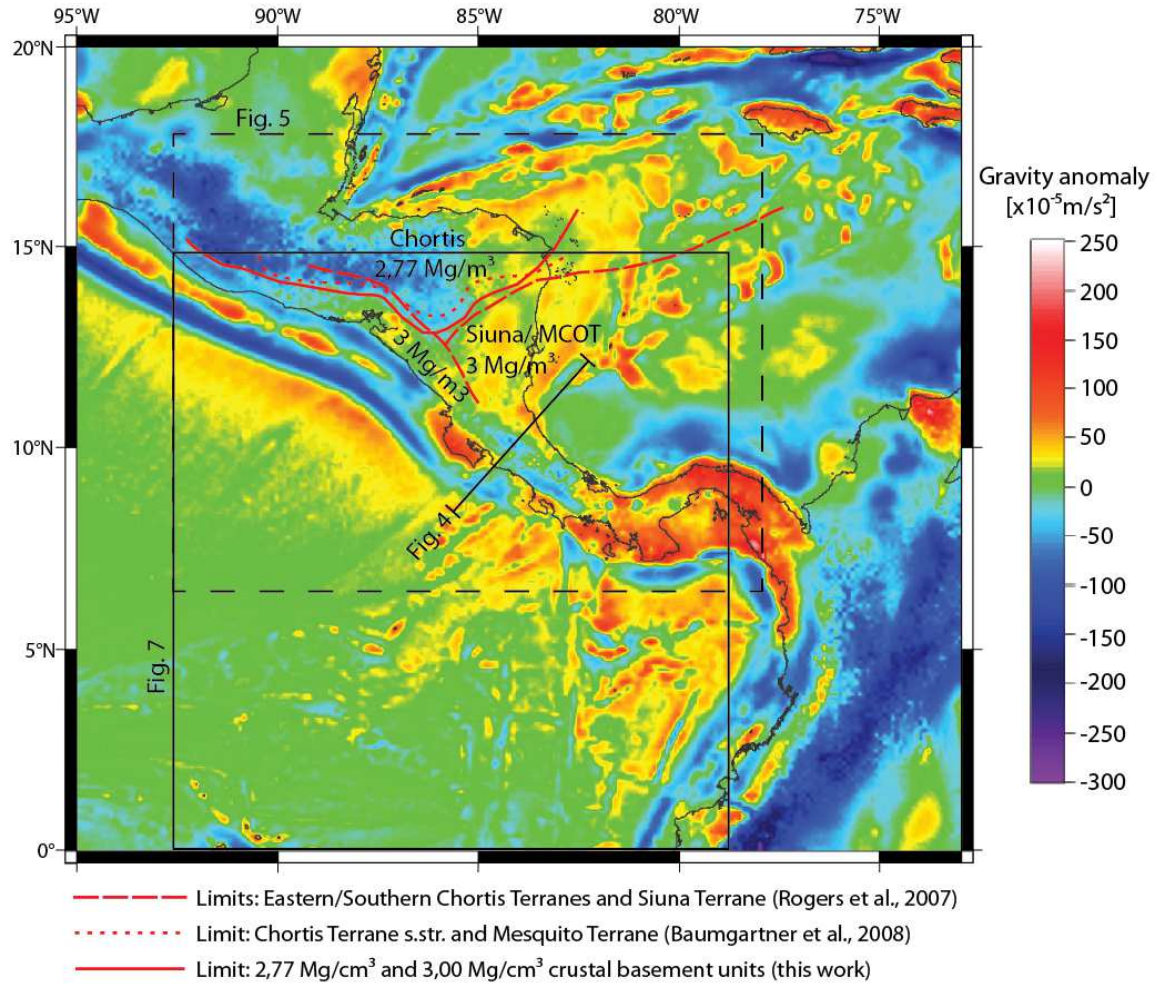 95°W 90°W 85°W 80°W 75°W
20°N
Fig. 5
Gravity anomaly
[x10⁻⁵m/s²]
250
200
150
100
50
0
-50
-100
-150
-200
-250
-300
15°N
Chortis
2,77 Mg/m³
Siuna/ MCOT
3 Mg/m³
3 Mg/m3
10°N
Fig. 4
5°N
Fig. 7
0°
Limits: Eastern/Southern Chortis Terranes and Siuna Terrane (Rogers et al., 2007)
Limit: Chortis Terrane s.str. and Mesquito Terrane (Baumgartner et al., 2008)
Limit: 2,77 Mg/cm³ and 3,00 Mg/cm³ crustal basement units (this work)